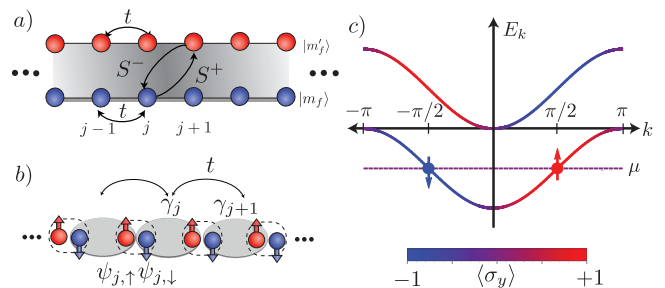 a)
t
|m′_f⟩
S⁻
S⁺
•••
•••
|m_f⟩
t
j − 1
j
j + 1
b)
t
γ_j
γ_{j+1}
•••
•••
ψ_{j,↑} ψ_{j,↓}
c)
E_k
−π
−π/2
π/2
π
k
μ
−1
⟨σ_y⟩
+1